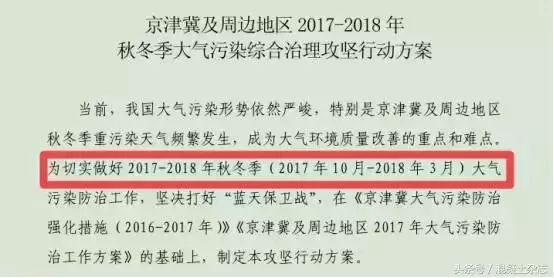 京津冀及周边地区 2017-2018 年
秋冬季大气污染综合治理攻坚行动方案
当前，我国大气污染形势依然严峻，特别是京津冀及周边地区
秋冬季重污染天气频繁发生，成为大气环境质量改善的重点和难点。
为切实做好 2017-2018 年秋冬季（2017 年 10 月-2018 年 3 月）大气
污染防治工作，坚决打好“蓝天保卫战”，在《京津冀大气污染防治
强化措施（2016-2017 年）》《京津冀及周边地区 2017 年大气污染防
治工作方案》的基础上，制定本攻坚行动方案。
头条号/混凝土杂志